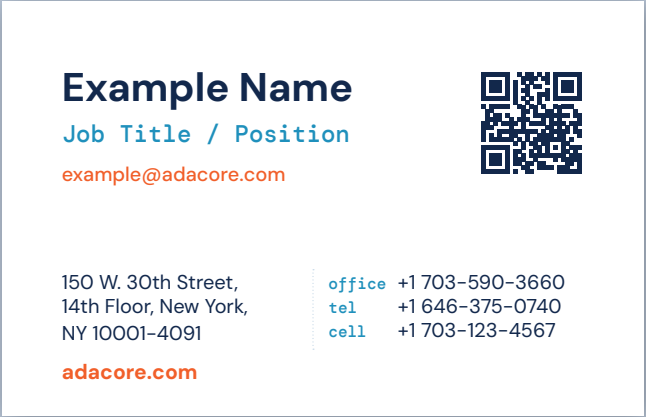 Example Name
Job Title / Position
example@adacore.com
150 W. 30th Street,
14th Floor, New York,
NY 10001-4091
adacore.com
office +1 703-590-3660
tel +1 646-375-0740
cell +1 703-123-4567